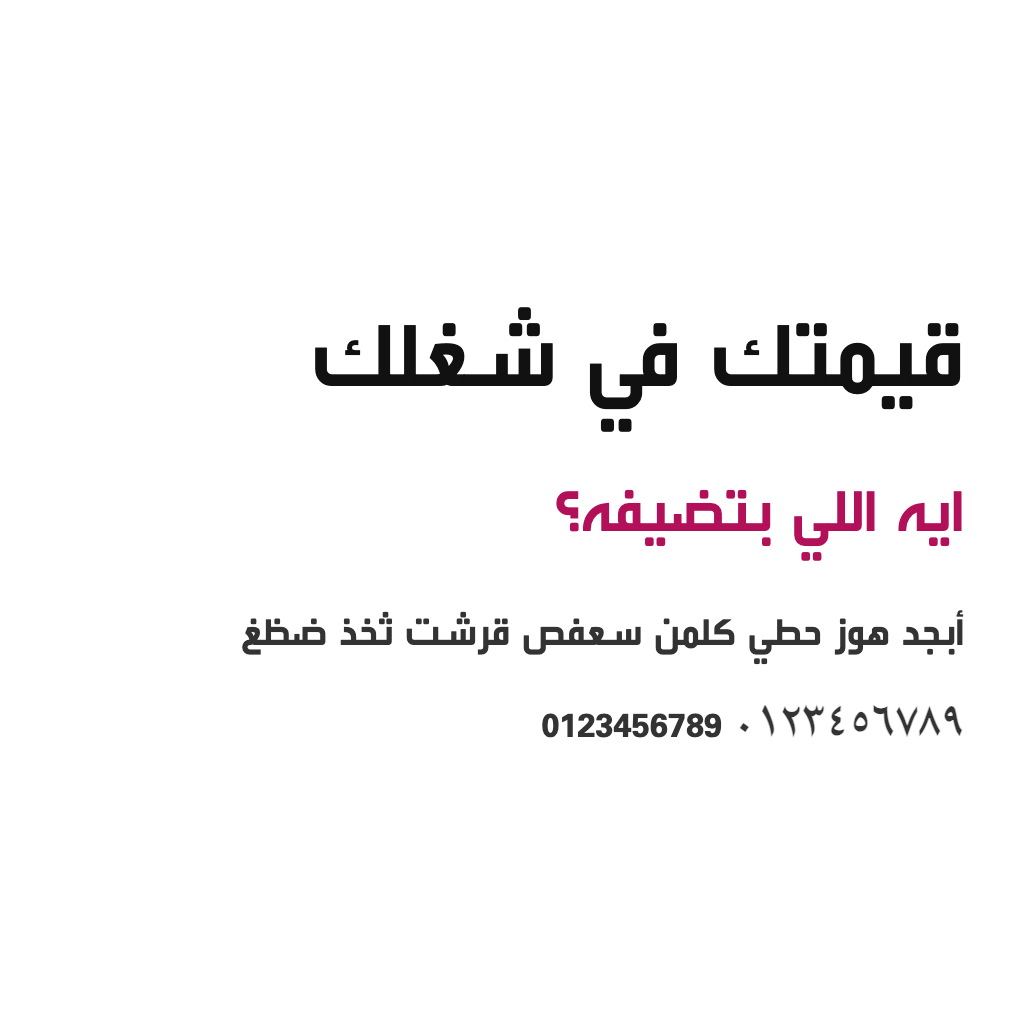 قيمتك في شغلك
ايه اللي بتضيفه؟
أبجد هوز حطي كلمن سعفص قرشت ثخذ ضظغ
٠١٢٣٤٥٦٧٨٩ 0123456789